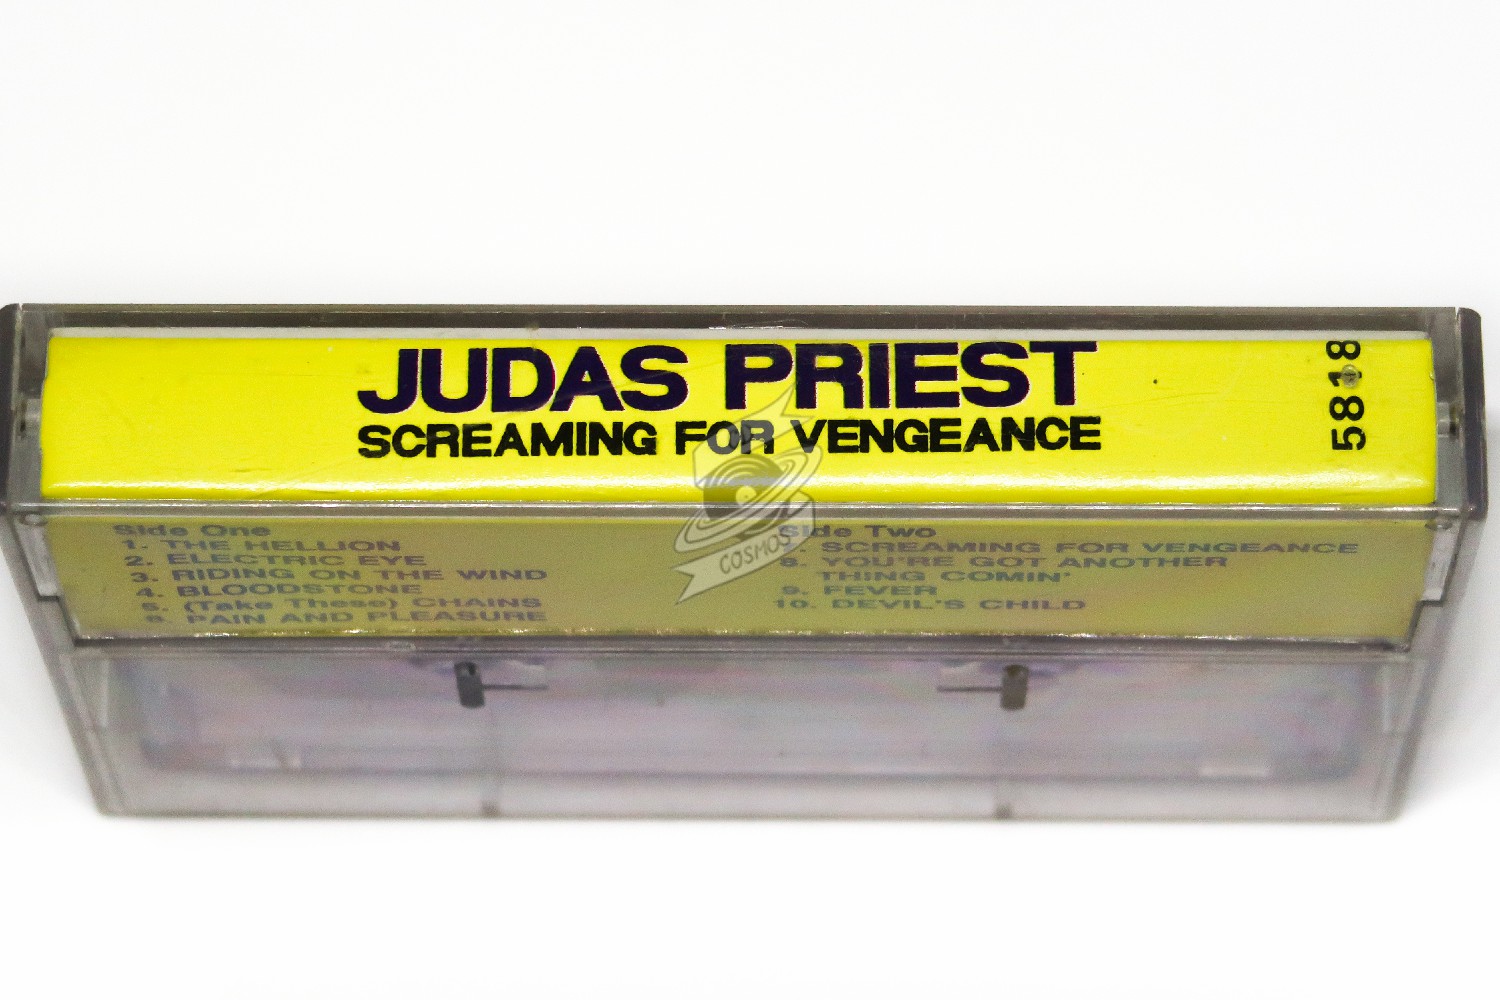 JUDAS PRIEST
SCREAMING FOR VENGEANCE
5818
Side One
1. THE HELLION
2. ELECTRIC EYE
3. RIDING ON THE WIND
4. BLOODSTONE
5. (Take These) CHAINS
6. PAIN AND PLEASURE
Side Two
7. SCREAMING FOR VENGEANCE
8. YOU'RE GOT ANOTHER
THING COMIN'
9. FEVER
10. DEVIL'S CHILD
COSMOS